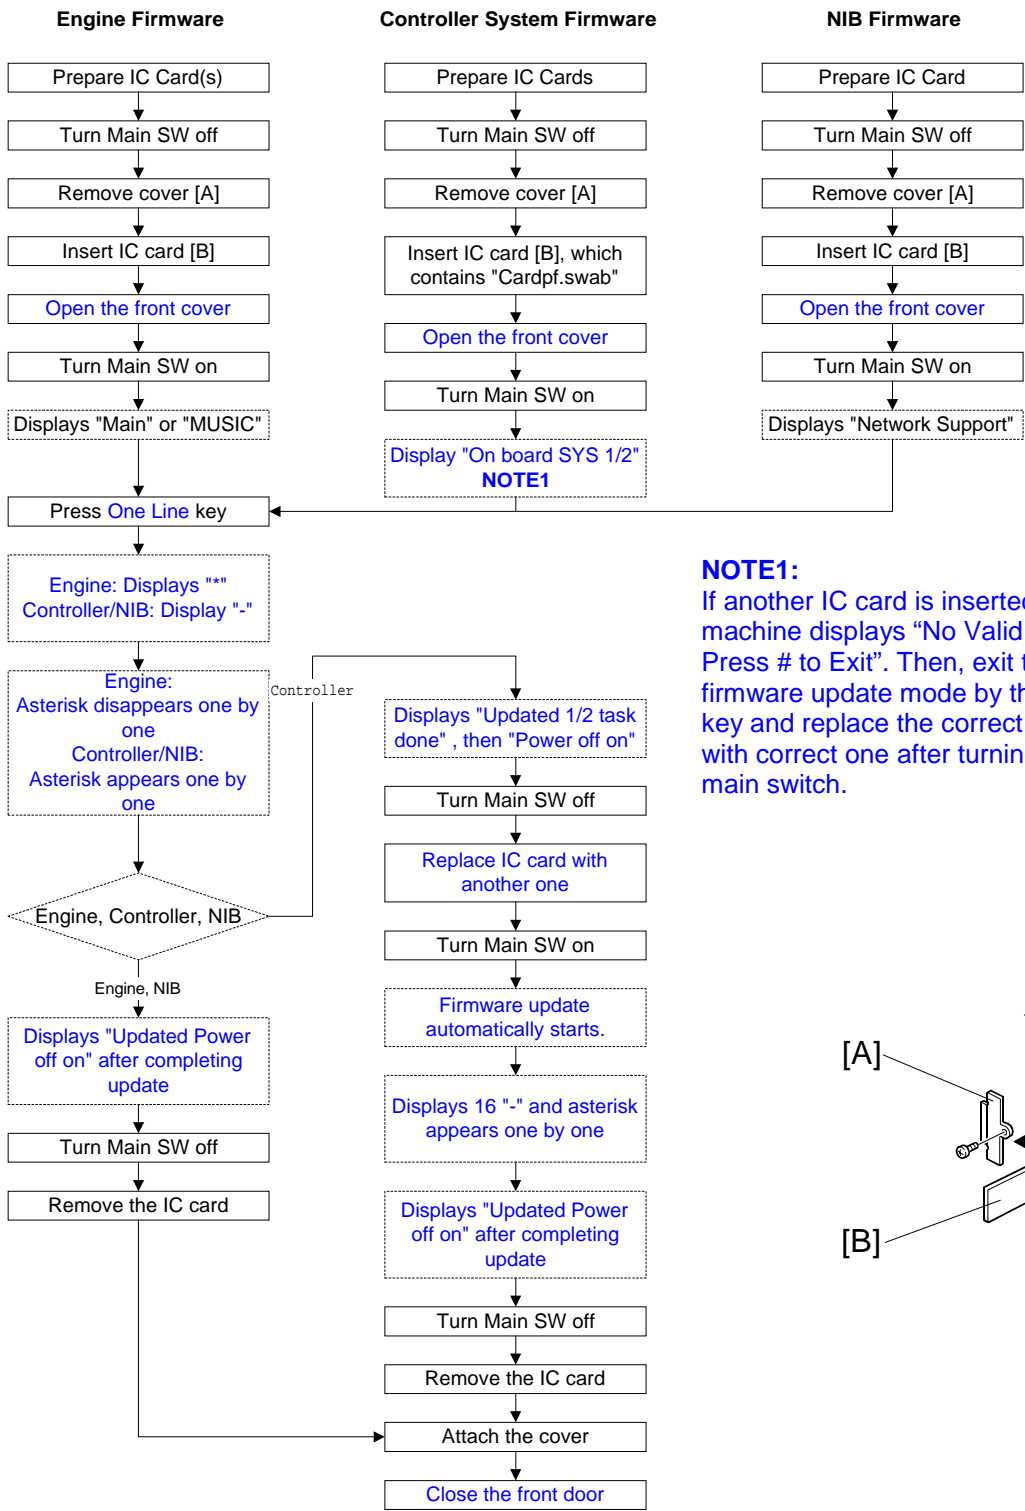 Engine Firmware
Prepare IC Card(s)
Turn Main SW off
Remove cover [A]
Insert IC card [B]
Open the front cover
Turn Main SW on
Displays "Main" or "MUSIC"
Press One Line key
Engine: Displays "*"
Controller/NIB: Display "-"
Engine:
Asterisk disappears one by
one
Controller/NIB:
Asterisk appears one by
one
Engine, Controller, NIB
Controller
Engine, NIB
Displays "Updated Power
off on" after completing
update
Turn Main SW off
Remove the IC card
Controller System Firmware
Prepare IC Cards
Turn Main SW off
Remove cover [A]
Insert IC card [B], which
contains "Cardpf.swab"
Open the front cover
Turn Main SW on
Display "On board SYS 1/2"
NOTE1
Displays "Updated 1/2 task
done" , then "Power off on"
Turn Main SW off
Replace IC card with
another one
Turn Main SW on
Firmware update
automatically starts.
Displays 16 "-" and asterisk
appears one by one
Displays "Updated Power
off on" after completing
update
Turn Main SW off
Remove the IC card
Attach the cover
Close the front door
NIB Firmware
Prepare IC Card
Turn Main SW off
Remove cover [A]
Insert IC card [B]
Open the front cover
Turn Main SW on
Displays "Network Support"
NOTE1:
If another IC card is inserted
machine displays “No Valid
Press # to Exit”. Then, exit
firmware update mode by
key and replace the correct
with correct one after
main switch.
[A]
[B]